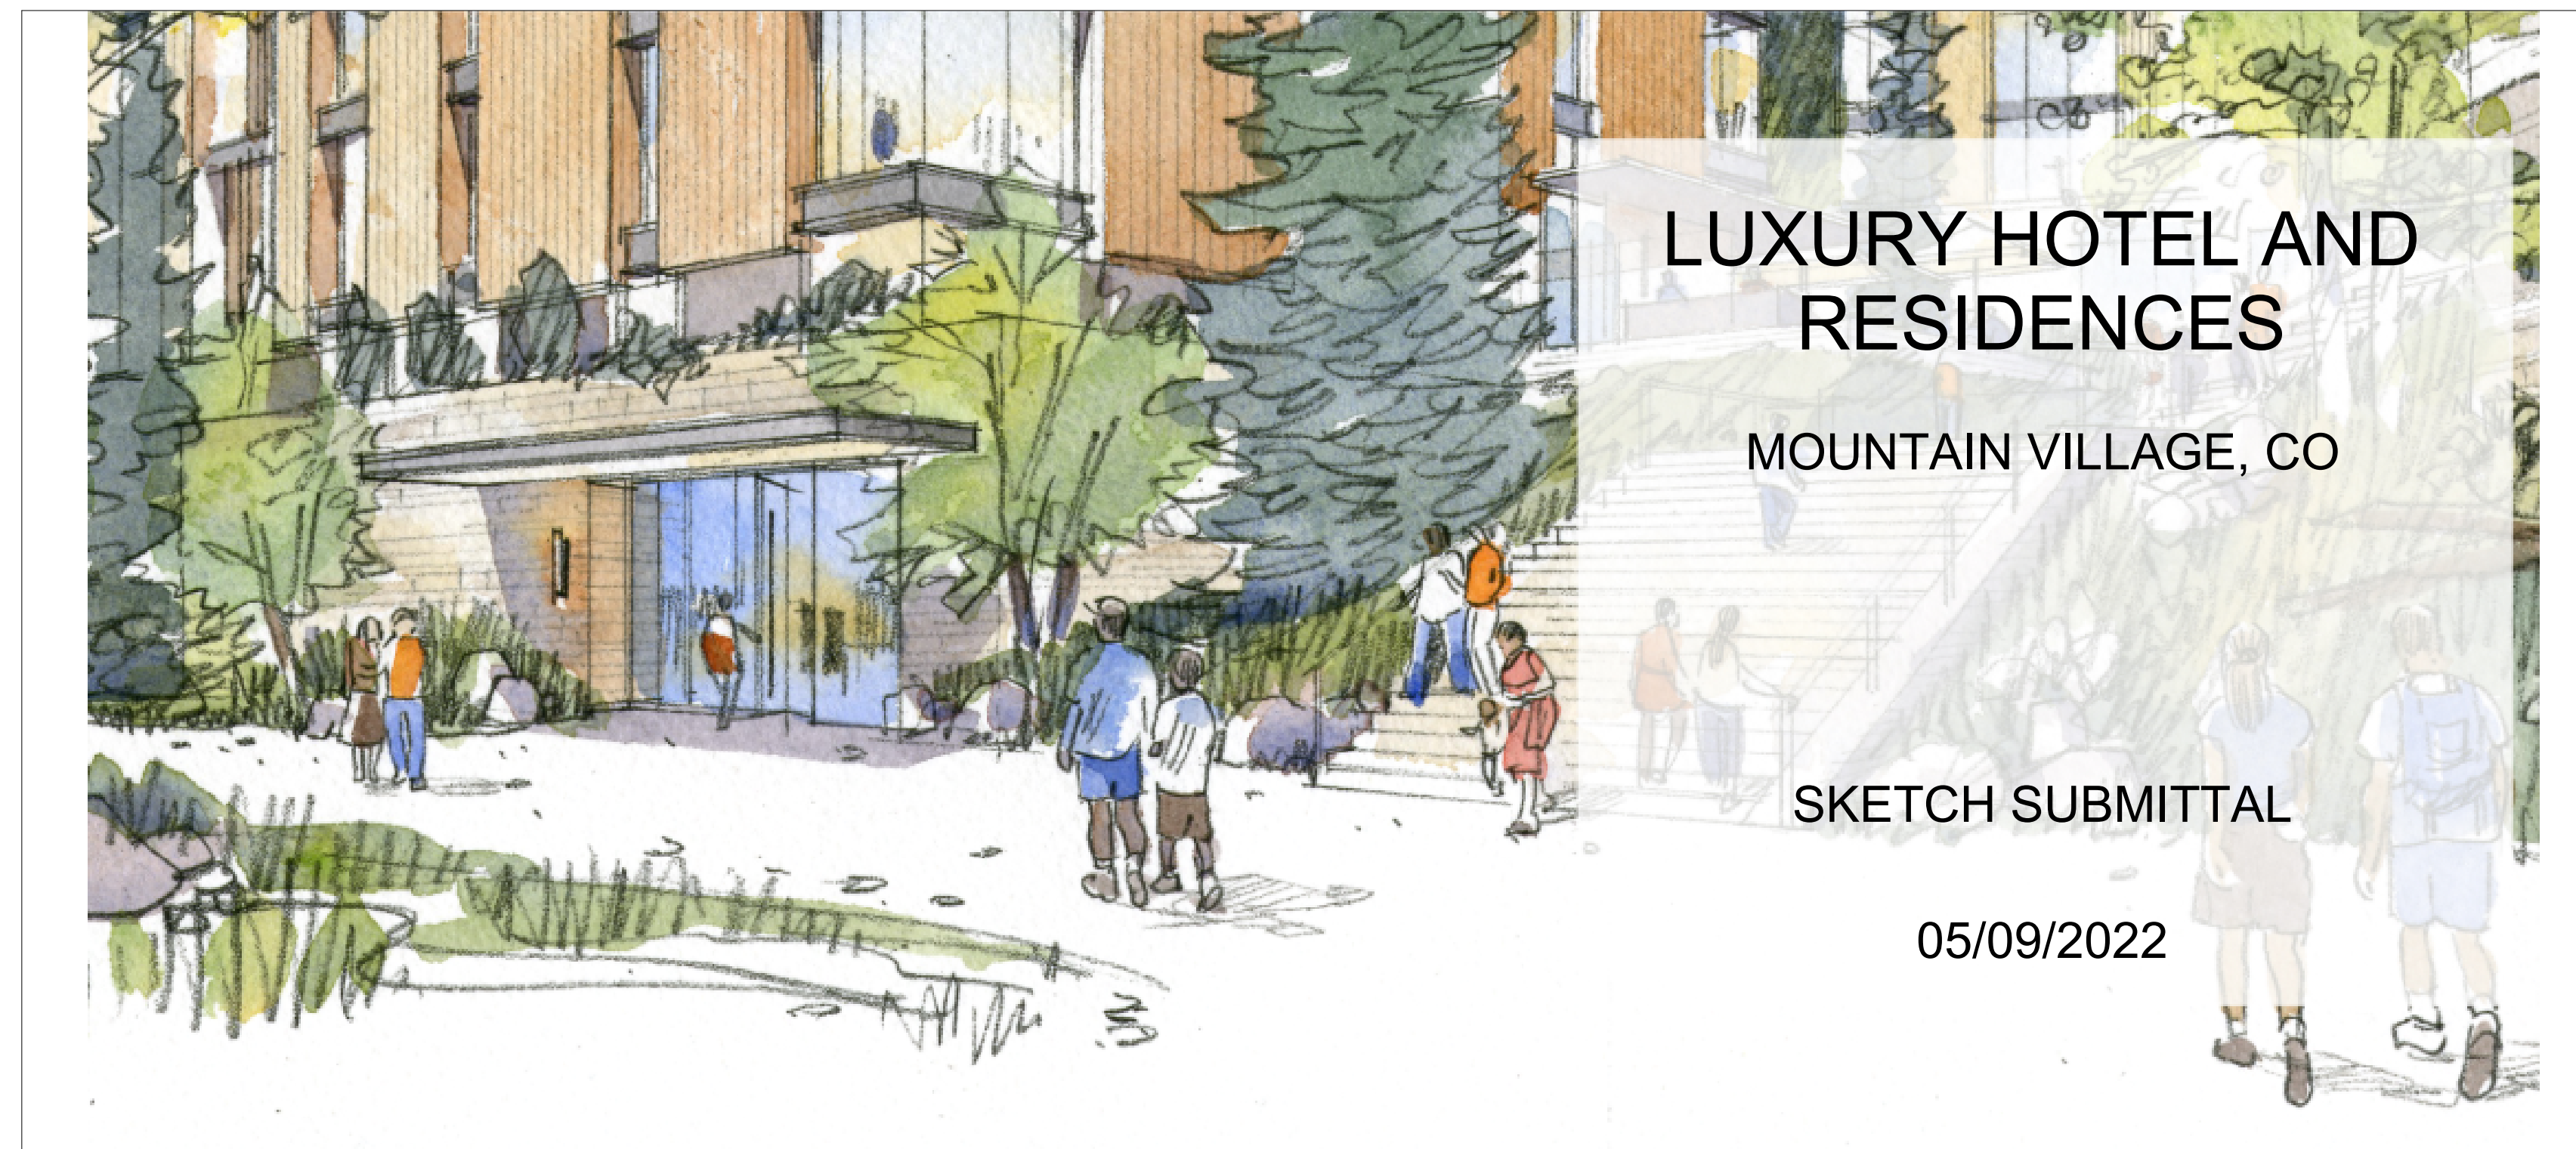 LUXURY HOTEL AND
RESIDENCES
MOUNTAIN VILLAGE, CO
SKETCH SUBMITTAL
05/09/2022